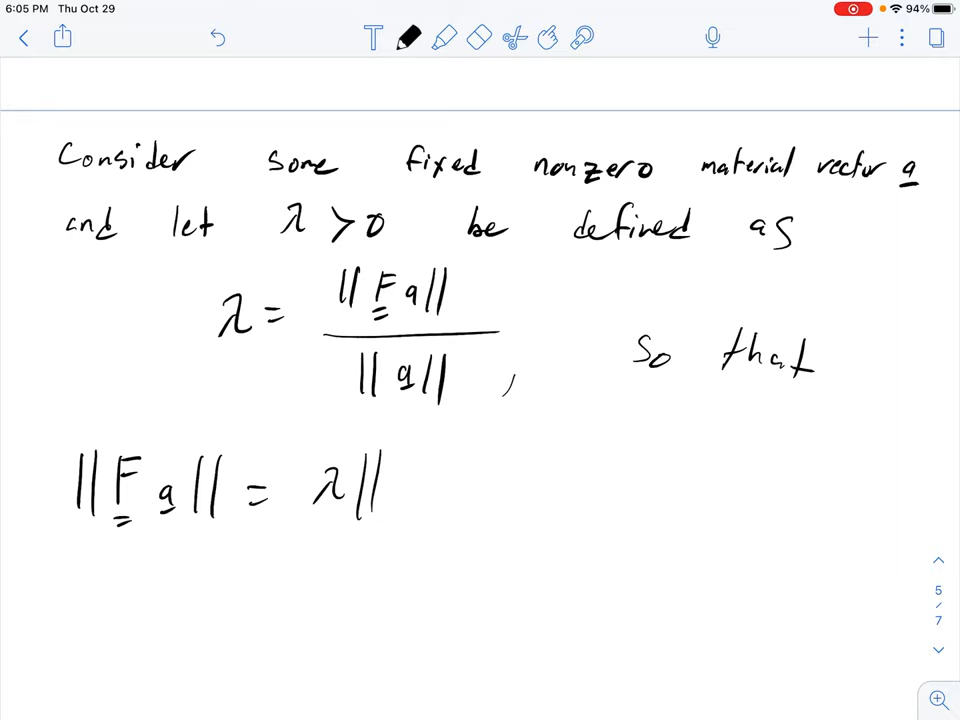 6:05 PM Thu Oct 29
94%
T
Consider some fixed nonzero material vector a
and let λ > 0 be defined as
λ = ||F a|| / ||a|| , so that
||F a|| = λ||
5
/
7